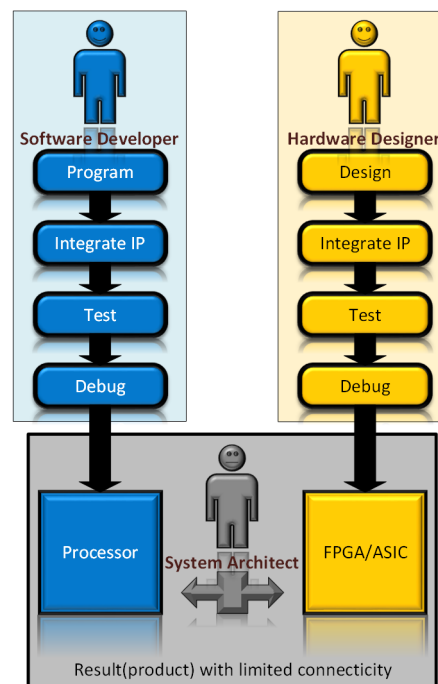 Software Developer
Program
Integrate IP
Test
Debug
Hardware Designer
Design
Integrate IP
Test
Debug
Processor
System Architect
FPGA/ASIC
Result(product) with limited connecticity